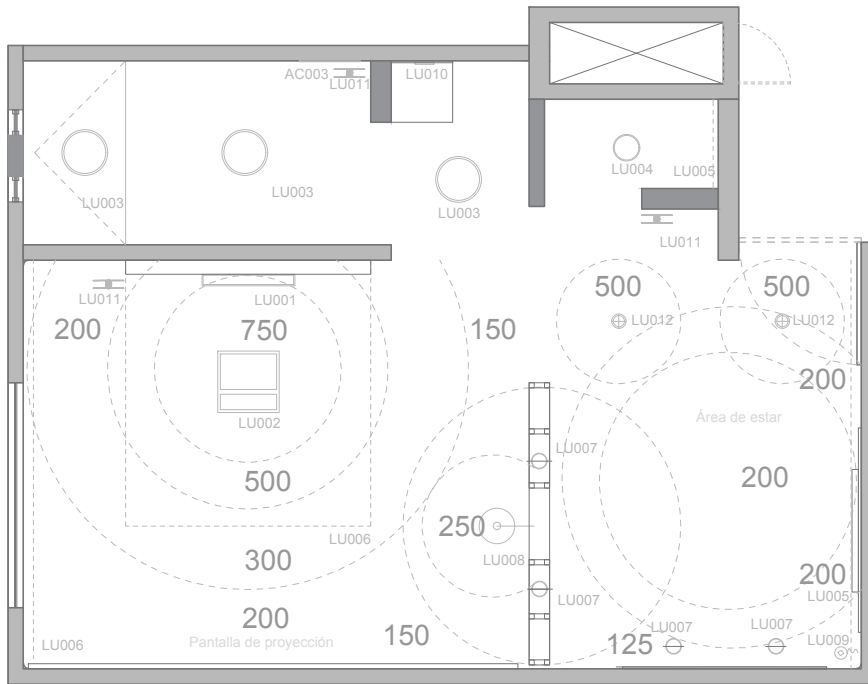 AC003
LU011
LU010
LU003
LU003
LU003
LU004
LU005
LU011
LU011
LU001
200
750
150
500
500
LU012
LU012
LU002
200
Área de estar
LU007
500
200
250
LU006
LU008
300
200
LU007
LU005
200
Pantalla de proyección
150
LU006
125
LU007
LU007
LU009